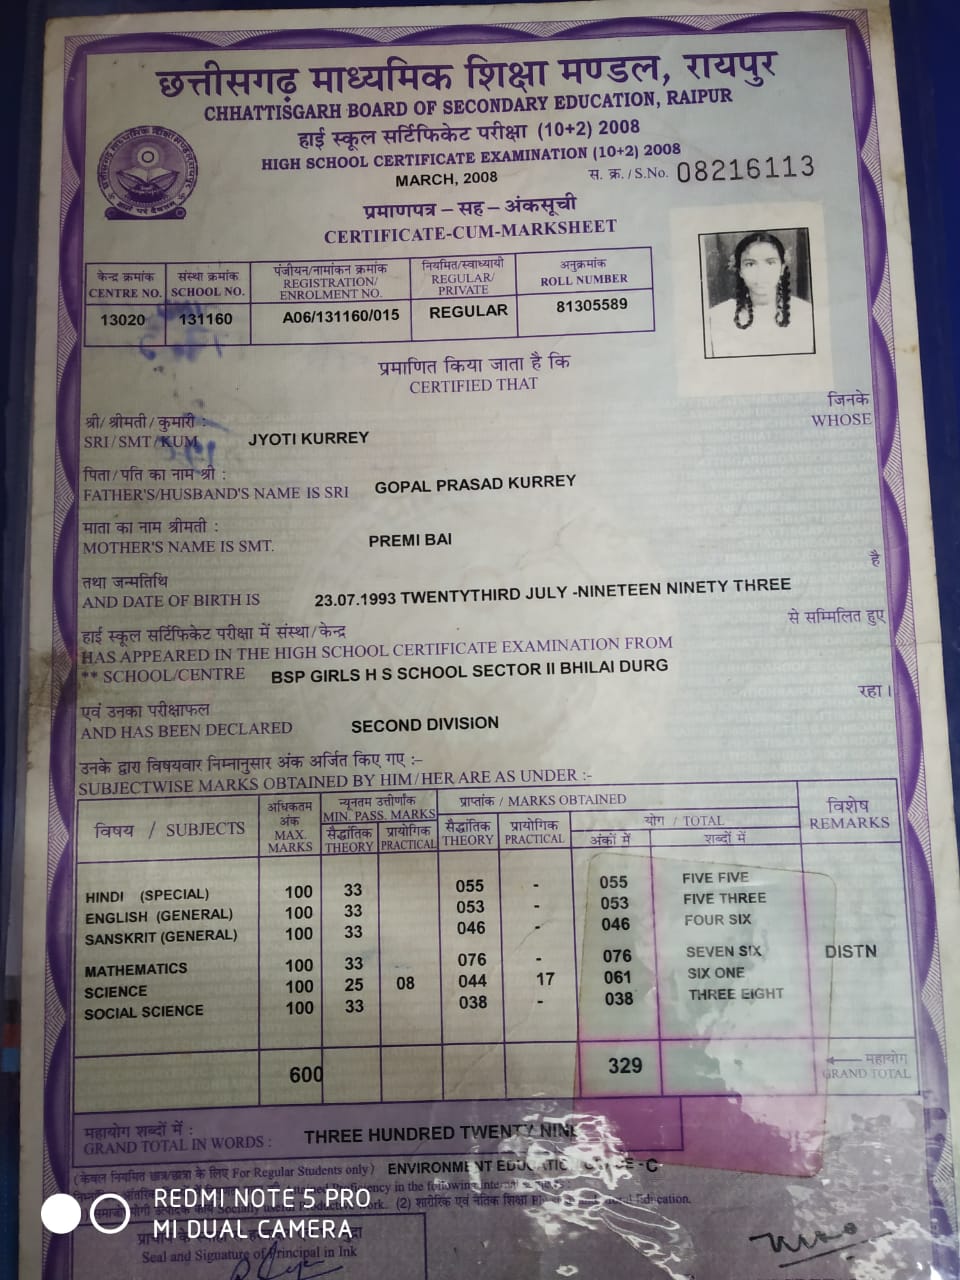 छत्तीसगढ़ माध्यमिक शिक्षा मण्डल, रायपुर
CHHATTISGARH BOARD OF SECONDARY EDUCATION, RAIPUR
हाई स्कूल सर्टिफिकेट परीक्षा (10+2) 2008
HIGH SCHOOL CERTIFICATE EXAMINATION (10+2) 2008
MARCH, 2008
स. क्र. / S.No. 08216113
प्रमाणपत्र – सह – अंकसूची
CERTIFICATE-CUM-MARKSHEET
केन्द्र क्रमांक संस्था क्रमांक पंजीयन/नामांकन क्रमांक नियमित/स्वाध्यायी अनुक्रमांक
CENTRE NO. SCHOOL NO. REGISTRATION/ ENROLMENT NO. REGULAR/ PRIVATE ROLL NUMBER
13020 131160 A06/131160/015 REGULAR 81305589
प्रमाणित किया जाता है कि
CERTIFIED THAT
जिनके
WHOSE
श्री/श्रीमती/कुमारी :
SRI/SMT/KUM JYOTI KURREY
पिता/पति का नाम श्री :
FATHER'S/HUSBAND'S NAME IS SRI GOPAL PRASAD KURREY
माता का नाम श्रीमती :
MOTHER'S NAME IS SMT. PREMI BAI
है
तथा जन्मतिथि
AND DATE OF BIRTH IS 23.07.1993 TWENTYTHIRD JULY -NINETEEN NINETY THREE
से सम्मिलित हुए
हाई स्कूल सर्टिफिकेट परीक्षा में संस्था/केन्द्र
HAS APPEARED IN THE HIGH SCHOOL CERTIFICATE EXAMINATION FROM
** SCHOOL/CENTRE BSP GIRLS H S SCHOOL SECTOR II BHILAI DURG
रहा।
एवं उनका परीक्षाफल
AND HAS BEEN DECLARED SECOND DIVISION
उनके द्वारा विषयवार निम्नानुसार अंक अर्जित किए गए :–
SUBJECTWISE MARKS OBTAINED BY HIM/HER ARE AS UNDER :-
विषय / SUBJECTS अधिकतम अंक MAX. MARKS न्यूनतम उत्तीर्णांक MIN. PASS. MARKS प्राप्तांक / MARKS OBTAINED विशेष REMARKS
सैद्धांतिक THEORY प्रायोगिक PRACTICAL सैद्धांतिक THEORY प्रायोगिक PRACTICAL योग / TOTAL
अंकों में शब्दों में
HINDI (SPECIAL) 100 33 055 - 055 FIVE FIVE
ENGLISH (GENERAL) 100 33 053 - 053 FIVE THREE
SANSKRIT (GENERAL) 100 33 046 - 046 FOUR SIX
MATHEMATICS 100 33 076 - 076 SEVEN SIX DISTN
SCIENCE 100 25 08 044 17 061 SIX ONE
SOCIAL SCIENCE 100 33 038 - 038 THREE EIGHT
600 329 महायोग
GRAND TOTAL
महायोग शब्दों में :
GRAND TOTAL IN WORDS : THREE HUNDRED TWENTY NINE
(केवल नियमित छात्र/छात्रा के लिए For Regular Students only) ENVIRONMENT -C
in the following
(2) शारीरिक एवं नैतिक शिक्षा Education.
REDMI NOTE 5 PRO
MI DUAL CAMERA
Seal and Signature of Principal in Ink